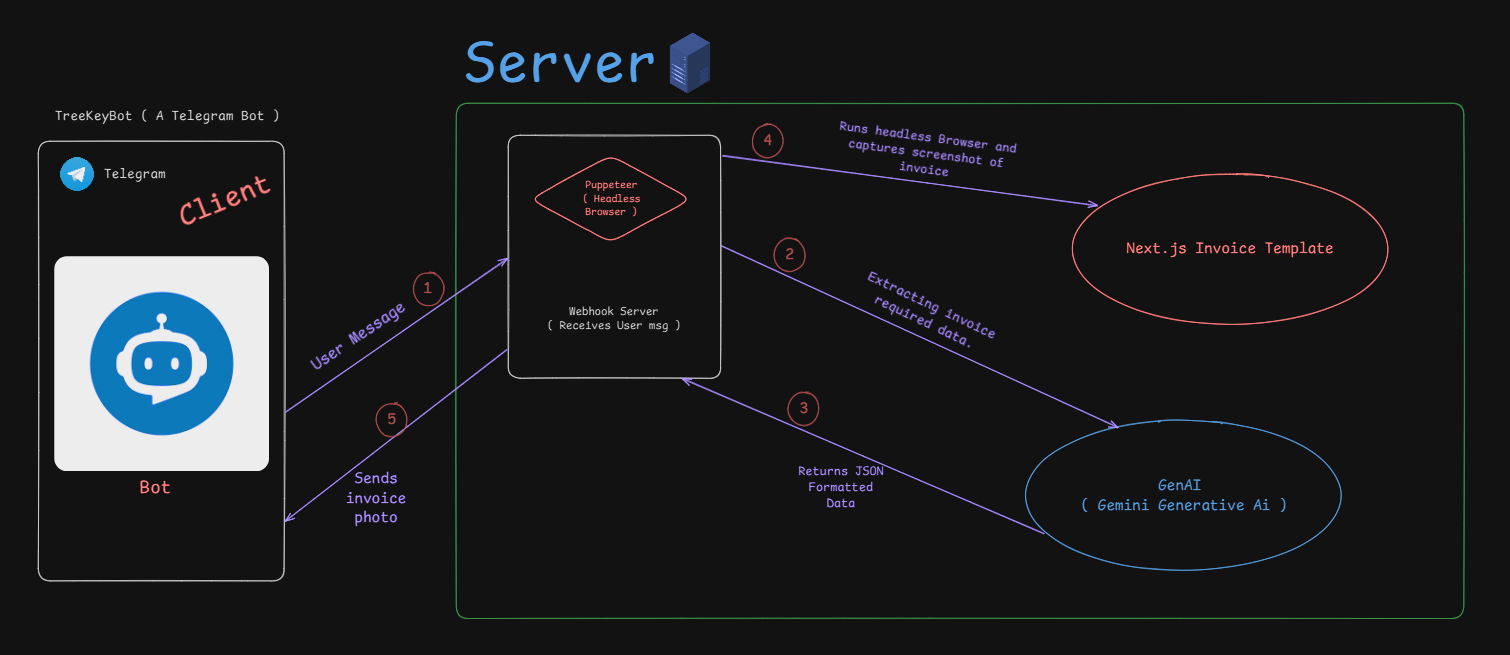 Server
TreeKeyBot ( A Telegram Bot )
Telegram
Client
Bot
1
User Message
5
Sends
invoice
photo
Puppeteer
( Headless
Browser )
Webhook Server
( Receives User msg )
4
Runs headless Browser and
captures screenshot of
invoice
Next.js Invoice Template
2
Extracting invoice
required data.
3
Returns JSON
Formatted
Data
GenAI
( Gemini Generative Ai )